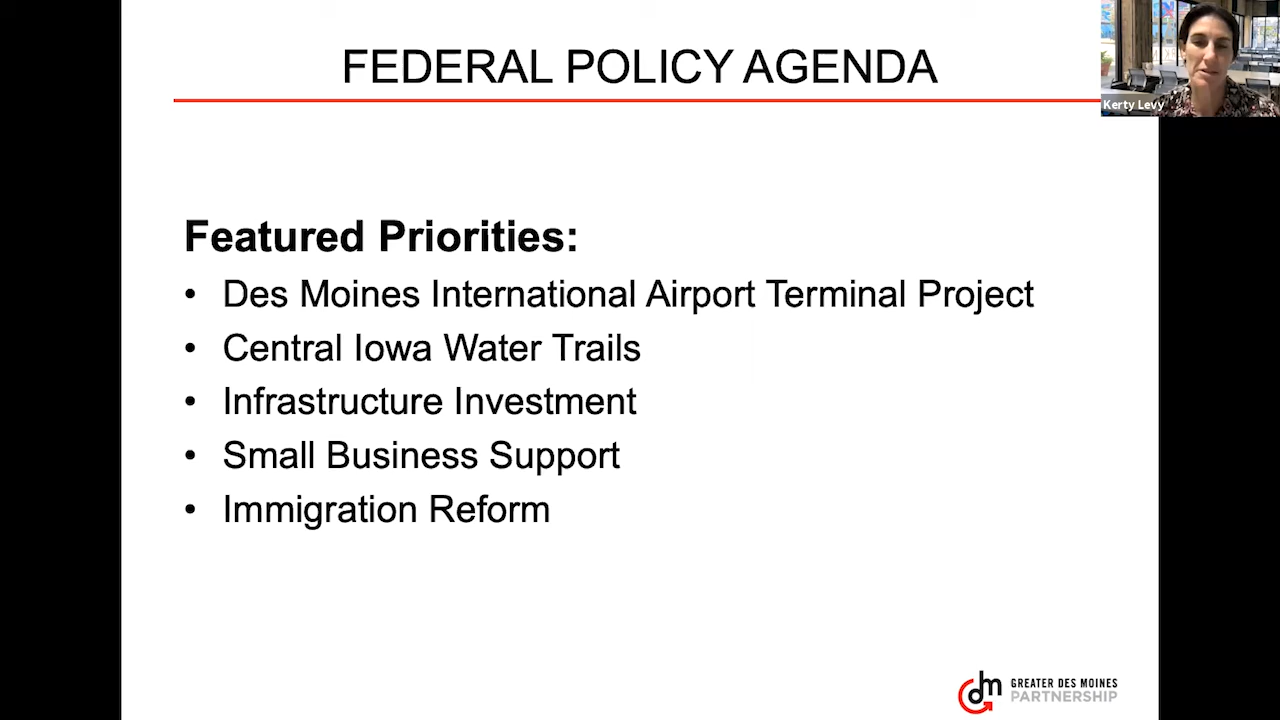 FEDERAL POLICY AGENDA
Kerty Levy
Featured Priorities:
• Des Moines International Airport Terminal Project
• Central Iowa Water Trails
• Infrastructure Investment
• Small Business Support
• Immigration Reform
dm GREATER DES MOINES
PARTNERSHIP